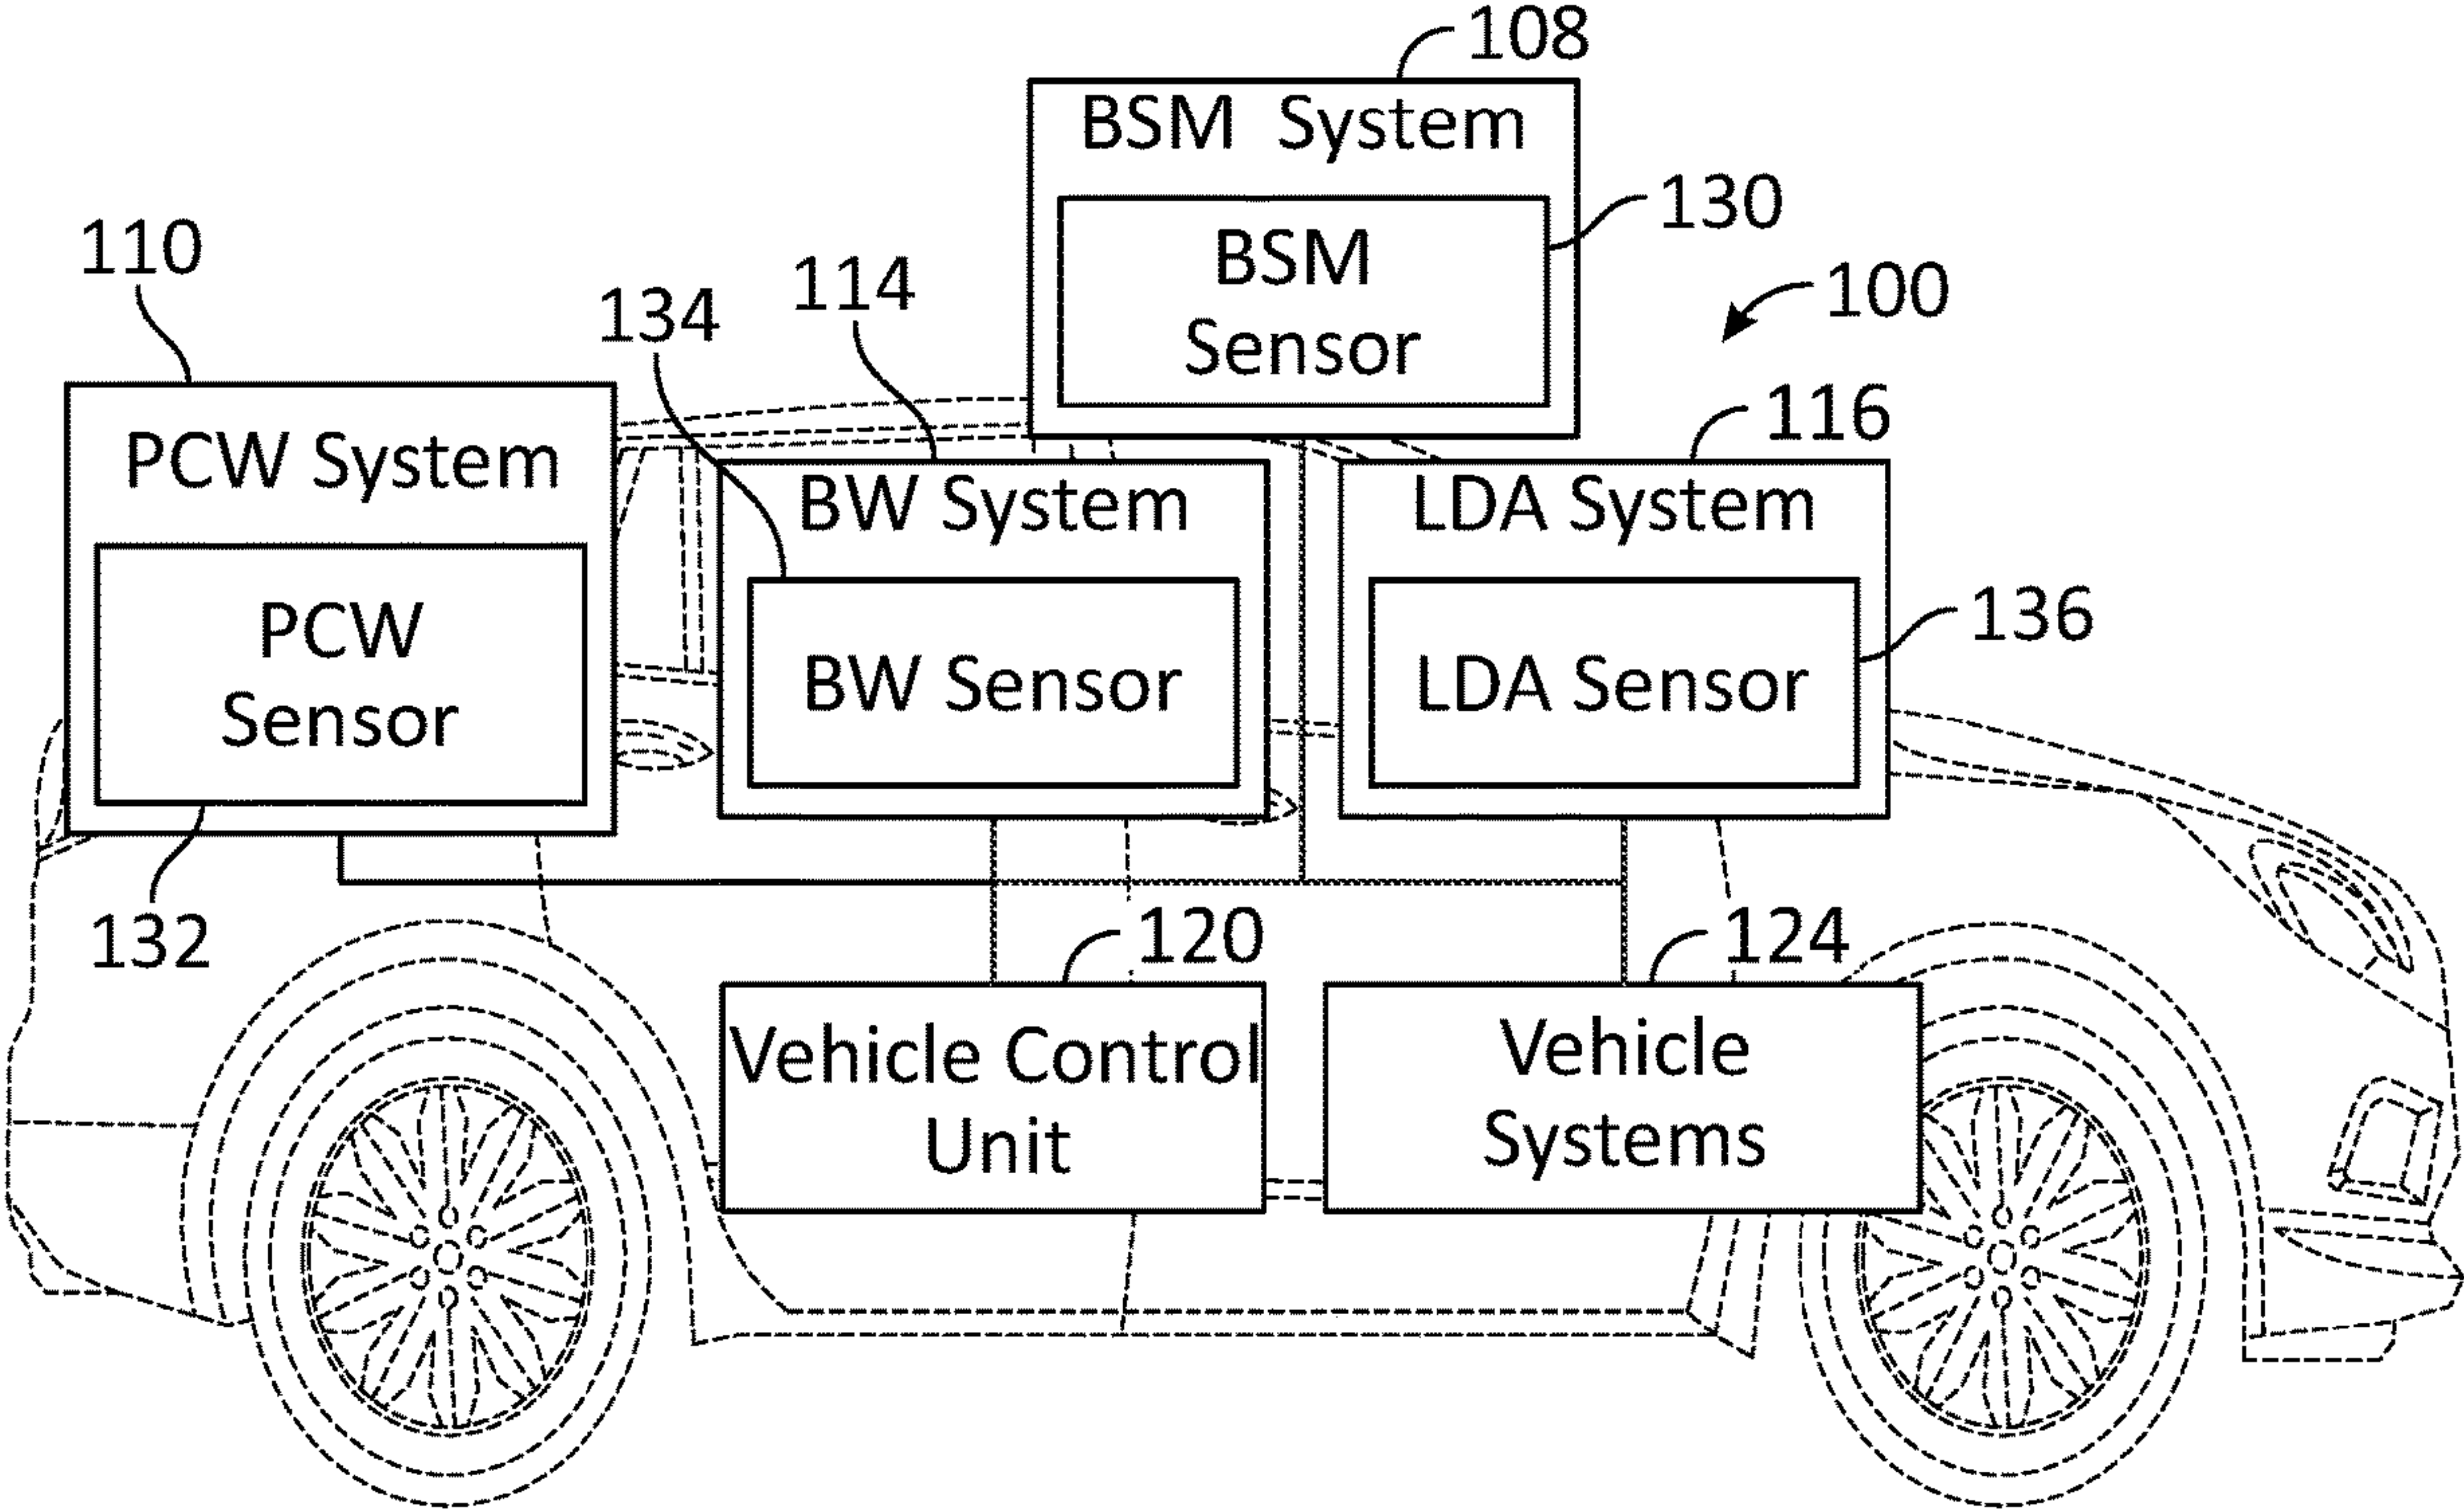 108
BSM System
130
BSM
Sensor
100
110
PCW System
PCW
Sensor
132
134
114
BW System
BW Sensor
116
LDA System
LDA Sensor
136
120
Vehicle Control
Unit
124
Vehicle
Systems